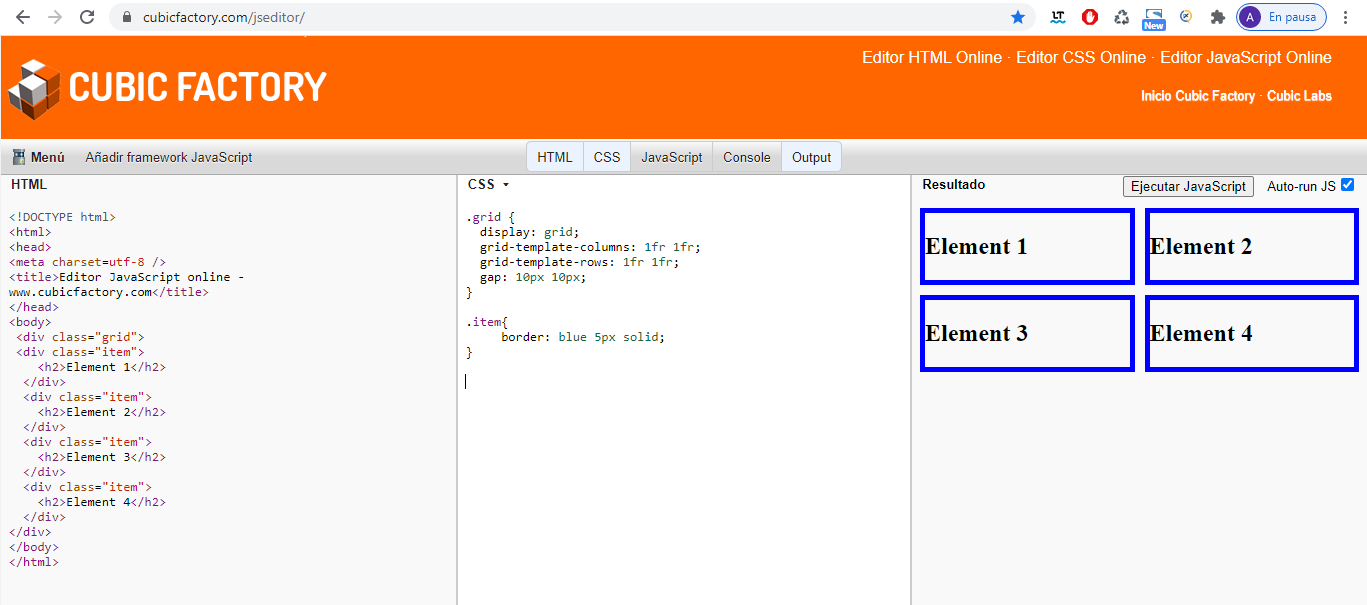 cubicfactory.com/jseditor/
LT
New
A
En pausa
CUBIC FACTORY
Editor HTML Online · Editor CSS Online · Editor JavaScript Online
Inicio Cubic Factory · Cubic Labs
Menú
Añadir framework JavaScript
HTML
CSS
JavaScript
Console
Output
HTML
<!DOCTYPE html>
<html>
<head>
<meta charset=utf-8 />
<title>Editor JavaScript online -
www.cubicfactory.com</title>
</head>
<body>
<div class="grid">
<div class="item">
<h2>Element 1</h2>
</div>
<div class="item">
<h2>Element 2</h2>
</div>
<div class="item">
<h2>Element 3</h2>
</div>
<div class="item">
<h2>Element 4</h2>
</div>
</div>
</body>
</html>
CSS
.grid {
display: grid;
grid-template-columns: 1fr 1fr;
grid-template-rows: 1fr 1fr;
gap: 10px 10px;
}
.item{
border: blue 5px solid;
}
Resultado
Ejecutar JavaScript
Auto-run JS
Element 1
Element 2
Element 3
Element 4